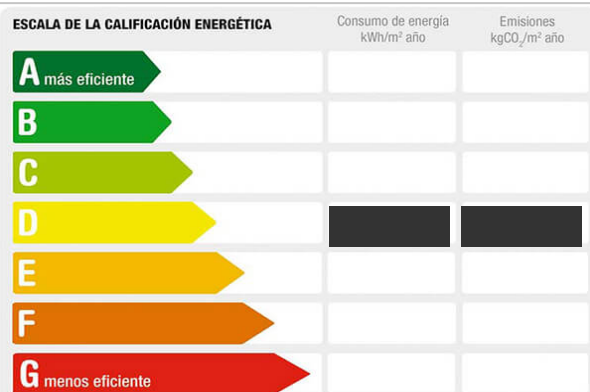 ESCALA DE LA CALIFICACIÓN ENERGÉTICA
Consumo de energía
kWh/m² año
Emisiones
kgCO₂/m² año
A más eficiente
B
C
D
E
F
G menos eficiente